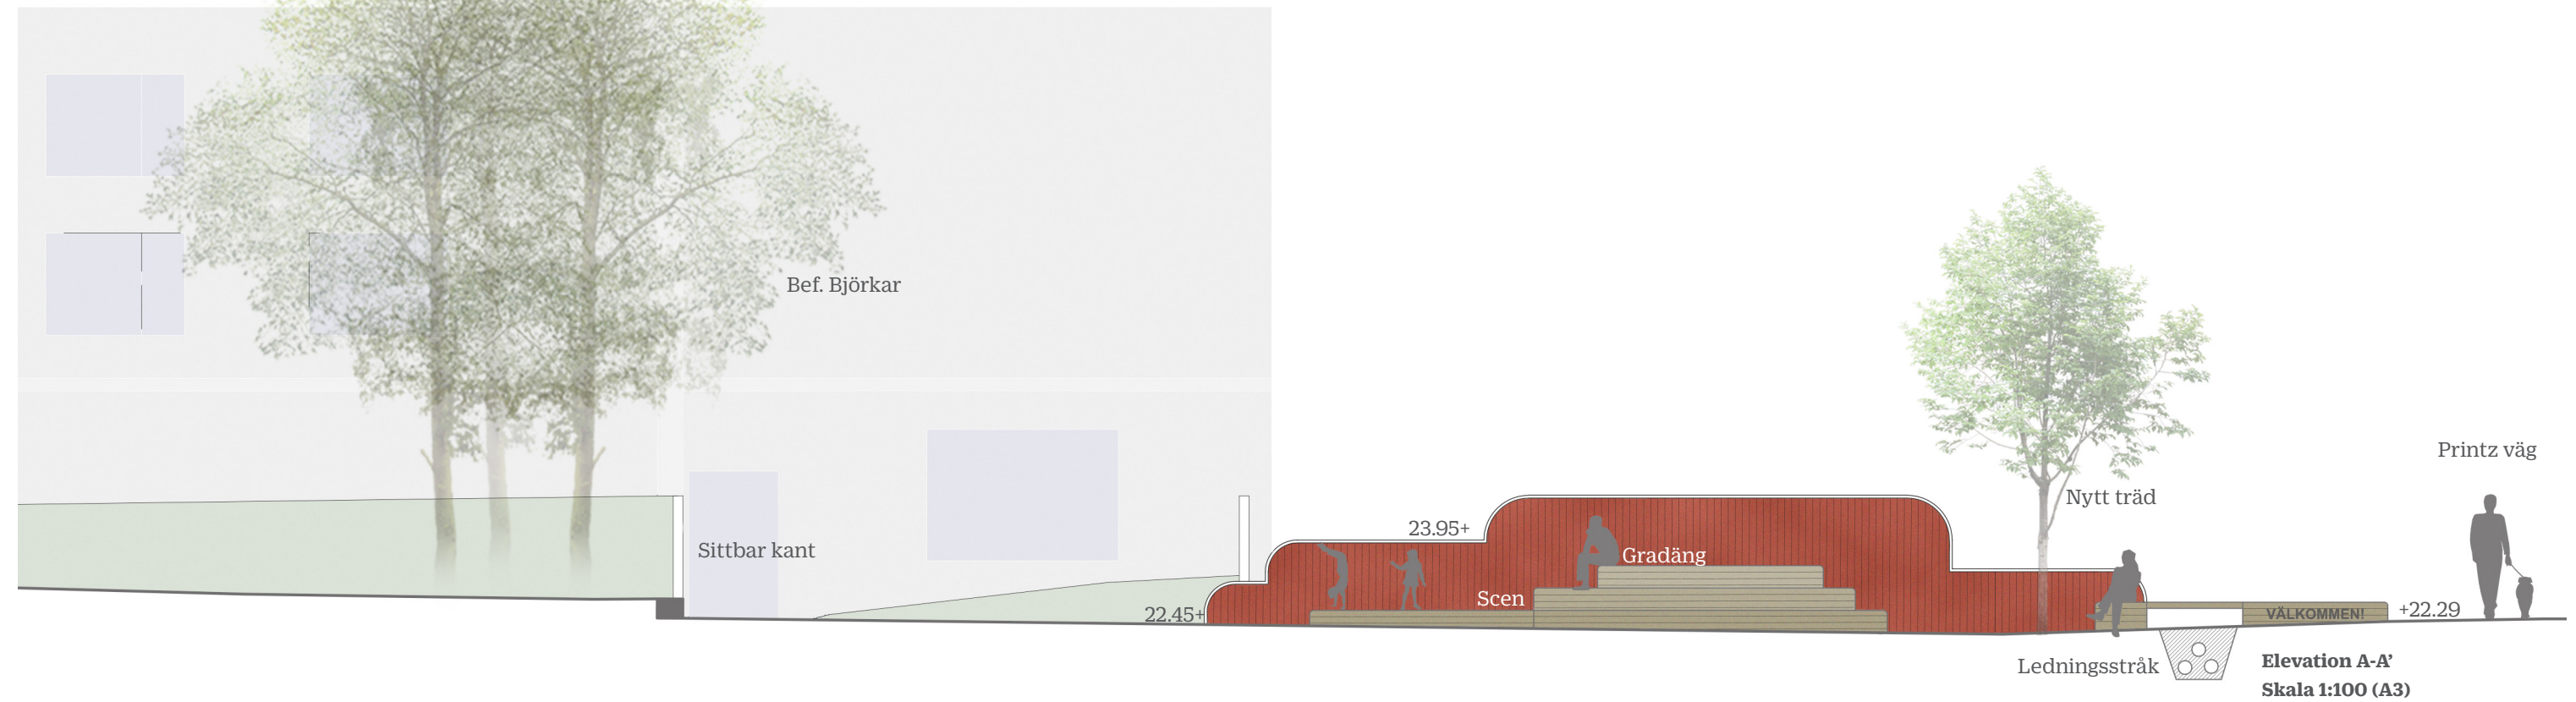 Bef. Björkar
Printz väg
Nytt träd
23.95+
Sittbar kant
Gradäng
Scen
22.45+
+22.29
VÄLKOMMEN!
Ledningsstråk
Elevation A-A’
Skala 1:100 (A3)